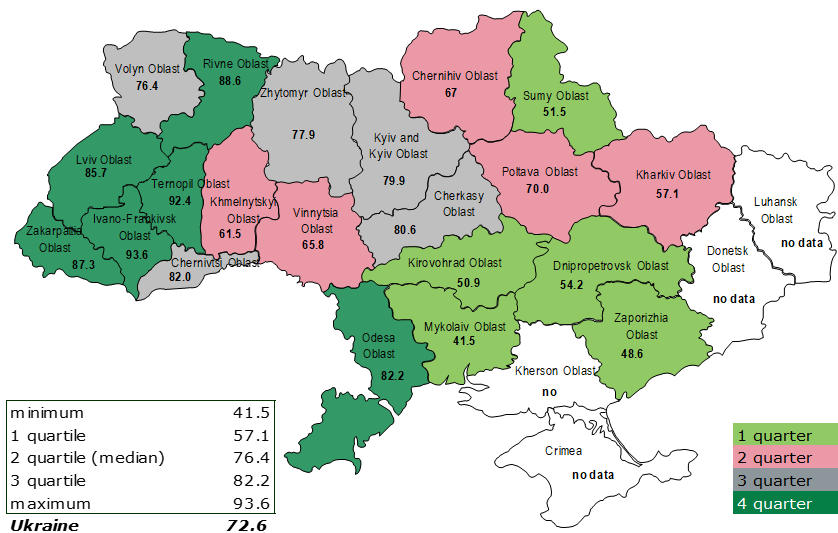 Volyn Oblast
76.4
Rivne Oblast
88.6
Zhytomyr Oblast
77.9
Chernihiv Oblast
67
Sumy Oblast
51.5
Kyiv and
Kyiv Oblast
79.9
Lviv Oblast
85.7
Ternopil Oblast
92.4
Khmelnytskyi
Oblast
61.5
Vinnytsia
Oblast
65.8
Cherkasy
Oblast
80.6
Poltava Oblast
70.0
Kharkiv Oblast
57.1
Luhansk
Oblast
no data
Zakarpazia
Oblast
87.3
Ivano-Frankivsk
Oblast
93.6
Chernivtsi Oblast
82.0
Kirovohrad Oblast
50.9
Dnipropetrovsk Oblast
54.2
Donetsk
Oblast
no data
Odesa
Oblast
82.2
Mykolaiv Oblast
41.5
Zaporizhia
Oblast
48.6
Kherson Oblast
no
Crimea
no data
minimum 41.5
1 quartile 57.1
2 quartile (median) 76.4
3 quartile 82.2
maximum 93.6
Ukraine 72.6
1 quarter
2 quarter
3 quarter
4 quarter